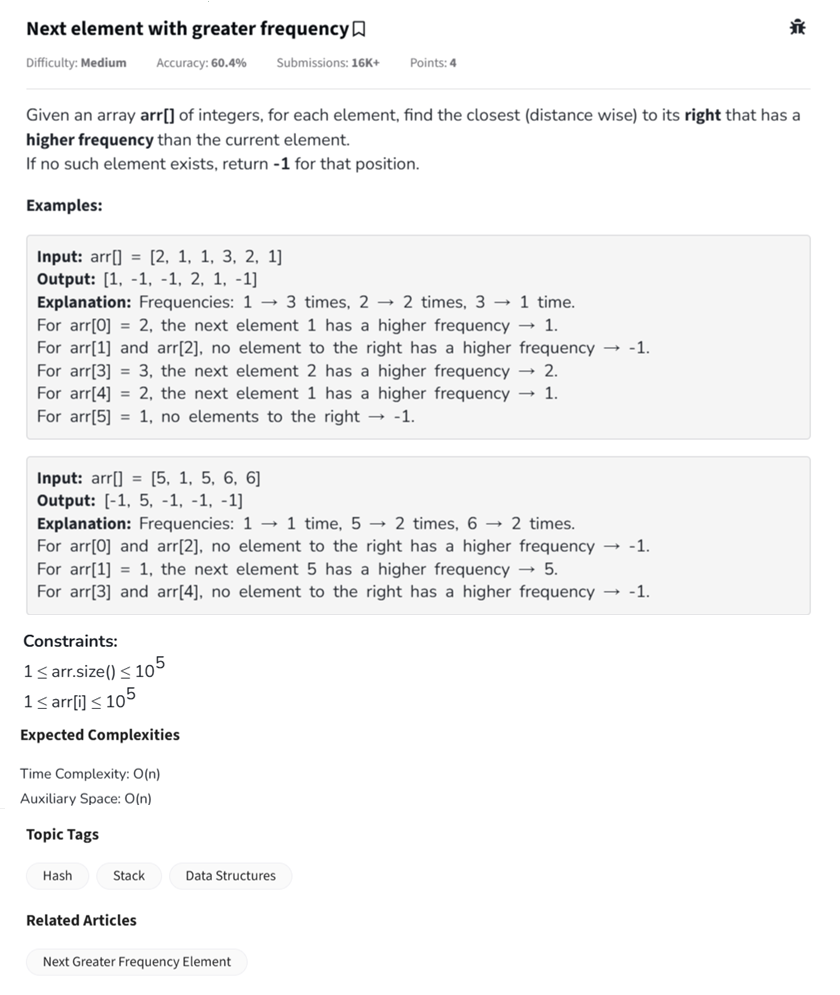 Next element with greater frequency
Difficulty: Medium Accuracy: 60.4% Submissions: 16K+ Points: 4
Given an array arr[] of integers, for each element, find the closest (distance wise) to its right that has a
higher frequency than the current element.
If no such element exists, return -1 for that position.
Examples:
Input: arr[] = [2, 1, 1, 3, 2, 1]
Output: [1, -1, -1, 2, 1, -1]
Explanation: Frequencies: 1 → 3 times, 2 → 2 times, 3 → 1 time.
For arr[0] = 2, the next element 1 has a higher frequency → 1.
For arr[1] and arr[2], no element to the right has a higher frequency → -1.
For arr[3] = 3, the next element 2 has a higher frequency → 2.
For arr[4] = 2, the next element 1 has a higher frequency → 1.
For arr[5] = 1, no elements to the right → -1.
Input: arr[] = [5, 1, 5, 6, 6]
Output: [-1, 5, -1, -1, -1]
Explanation: Frequencies: 1 → 1 time, 5 → 2 times, 6 → 2 times.
For arr[0] and arr[2], no element to the right has a higher frequency → -1.
For arr[1] = 1, the next element 5 has a higher frequency → 5.
For arr[3] and arr[4], no element to the right has a higher frequency → -1.
Constraints:
1 ≤ arr.size() ≤ 10^5
1 ≤ arr[i] ≤ 10^5
Expected Complexities
Time Complexity: O(n)
Auxiliary Space: O(n)
Topic Tags
Hash Stack Data Structures
Related Articles
Next Greater Frequency Element